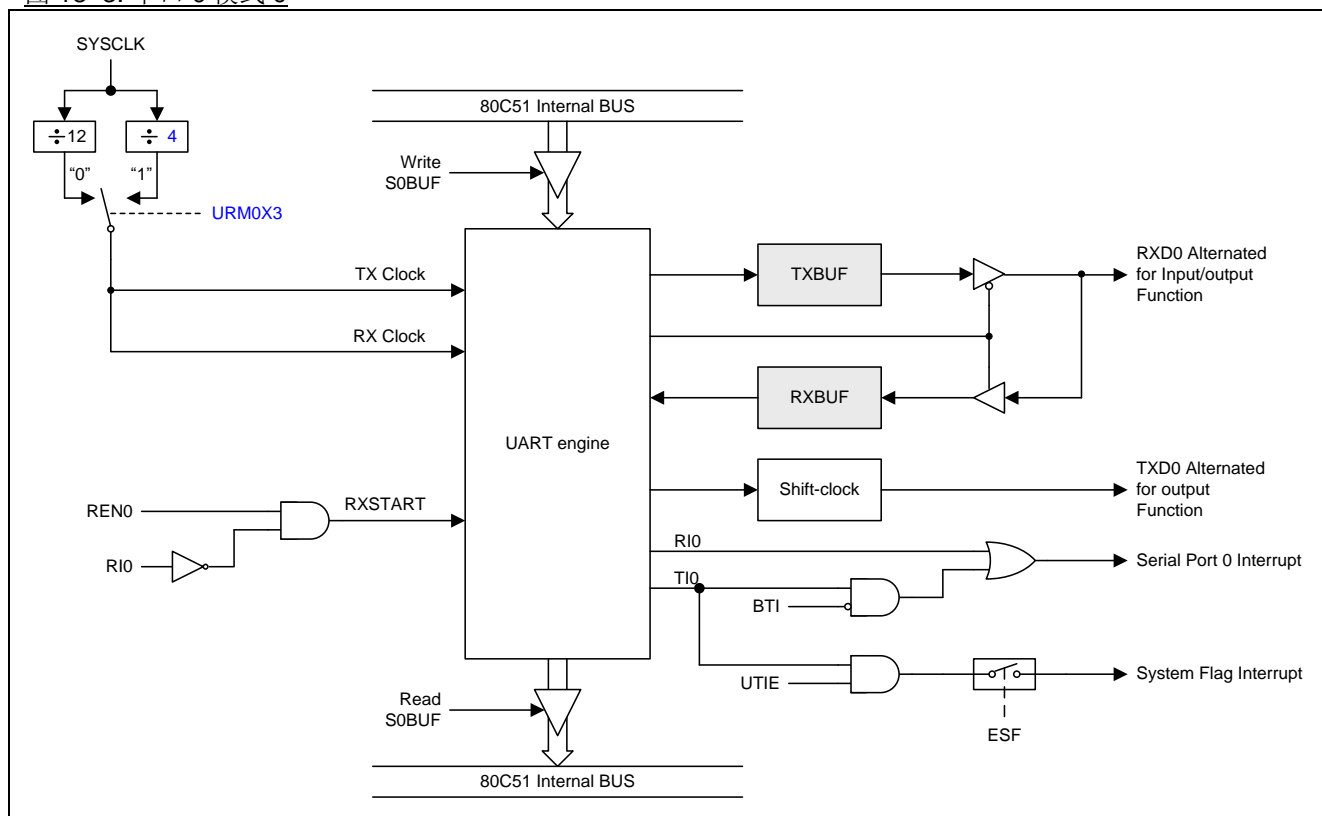 SYSCLK
80C51 Internal BUS
÷12
÷ 4
"0"
"1"
Write
S0BUF
URM0X3
TX Clock
TXBUF
RXD0 Alternated
for Input/output
Function
RX Clock
RXBUF
UART engine
Shift-clock
TXD0 Alternated
for output
Function
REN0
RXSTART
RI0
RI0
Serial Port 0 Interrupt
TI0
BTI
UTIE
System Flag Interrupt
Read
S0BUF
ESF
80C51 Internal BUS